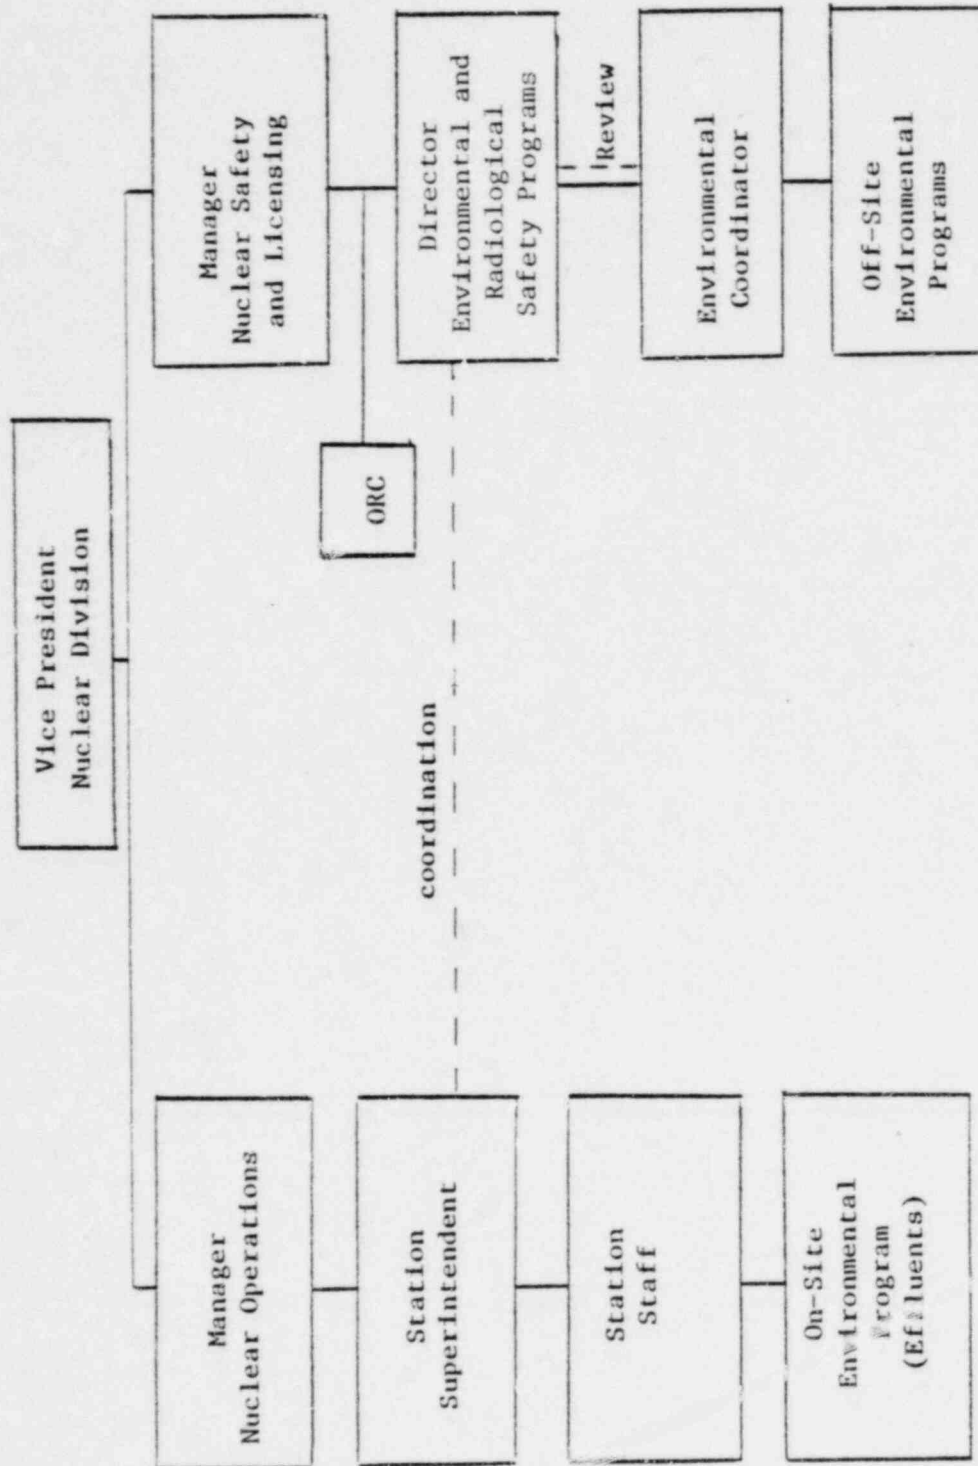 Vice President
Nuclear Division
Manager
Nuclear Operations
Station
Superintendent
Station
Staff
On-Site
Environmental
Program
(Effluents)
coordination
ORC
Manager
Nuclear Safety
and Licensing
Director
Environmental and
Radiological
Safety Programs
Review
Environmental
Coordinator
Off-Site
Environmental
Programs